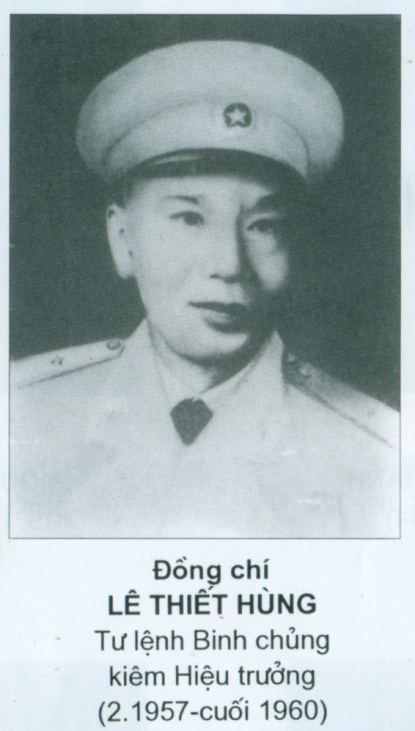 Đồng chí
LÊ THIẾT HÙNG
Tư lệnh Binh chủng
kiêm Hiệu trưởng
(2.1957-cuối 1960)